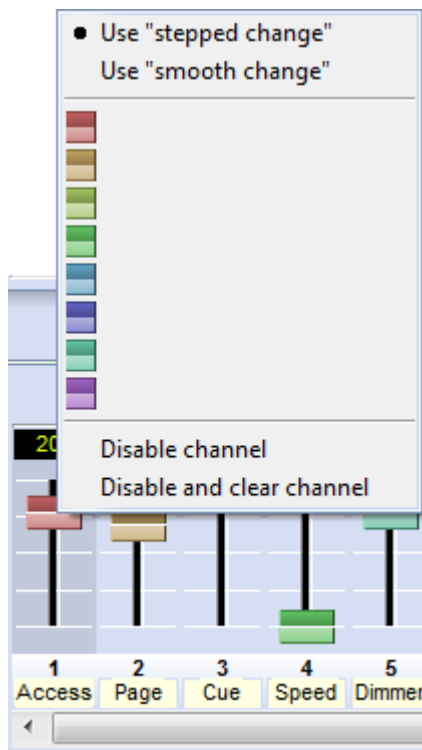 Use "stepped change"
Use "smooth change"
Disable channel
Disable and clear channel
1 2 3 4 5
Access Page Cue Speed Dimmer